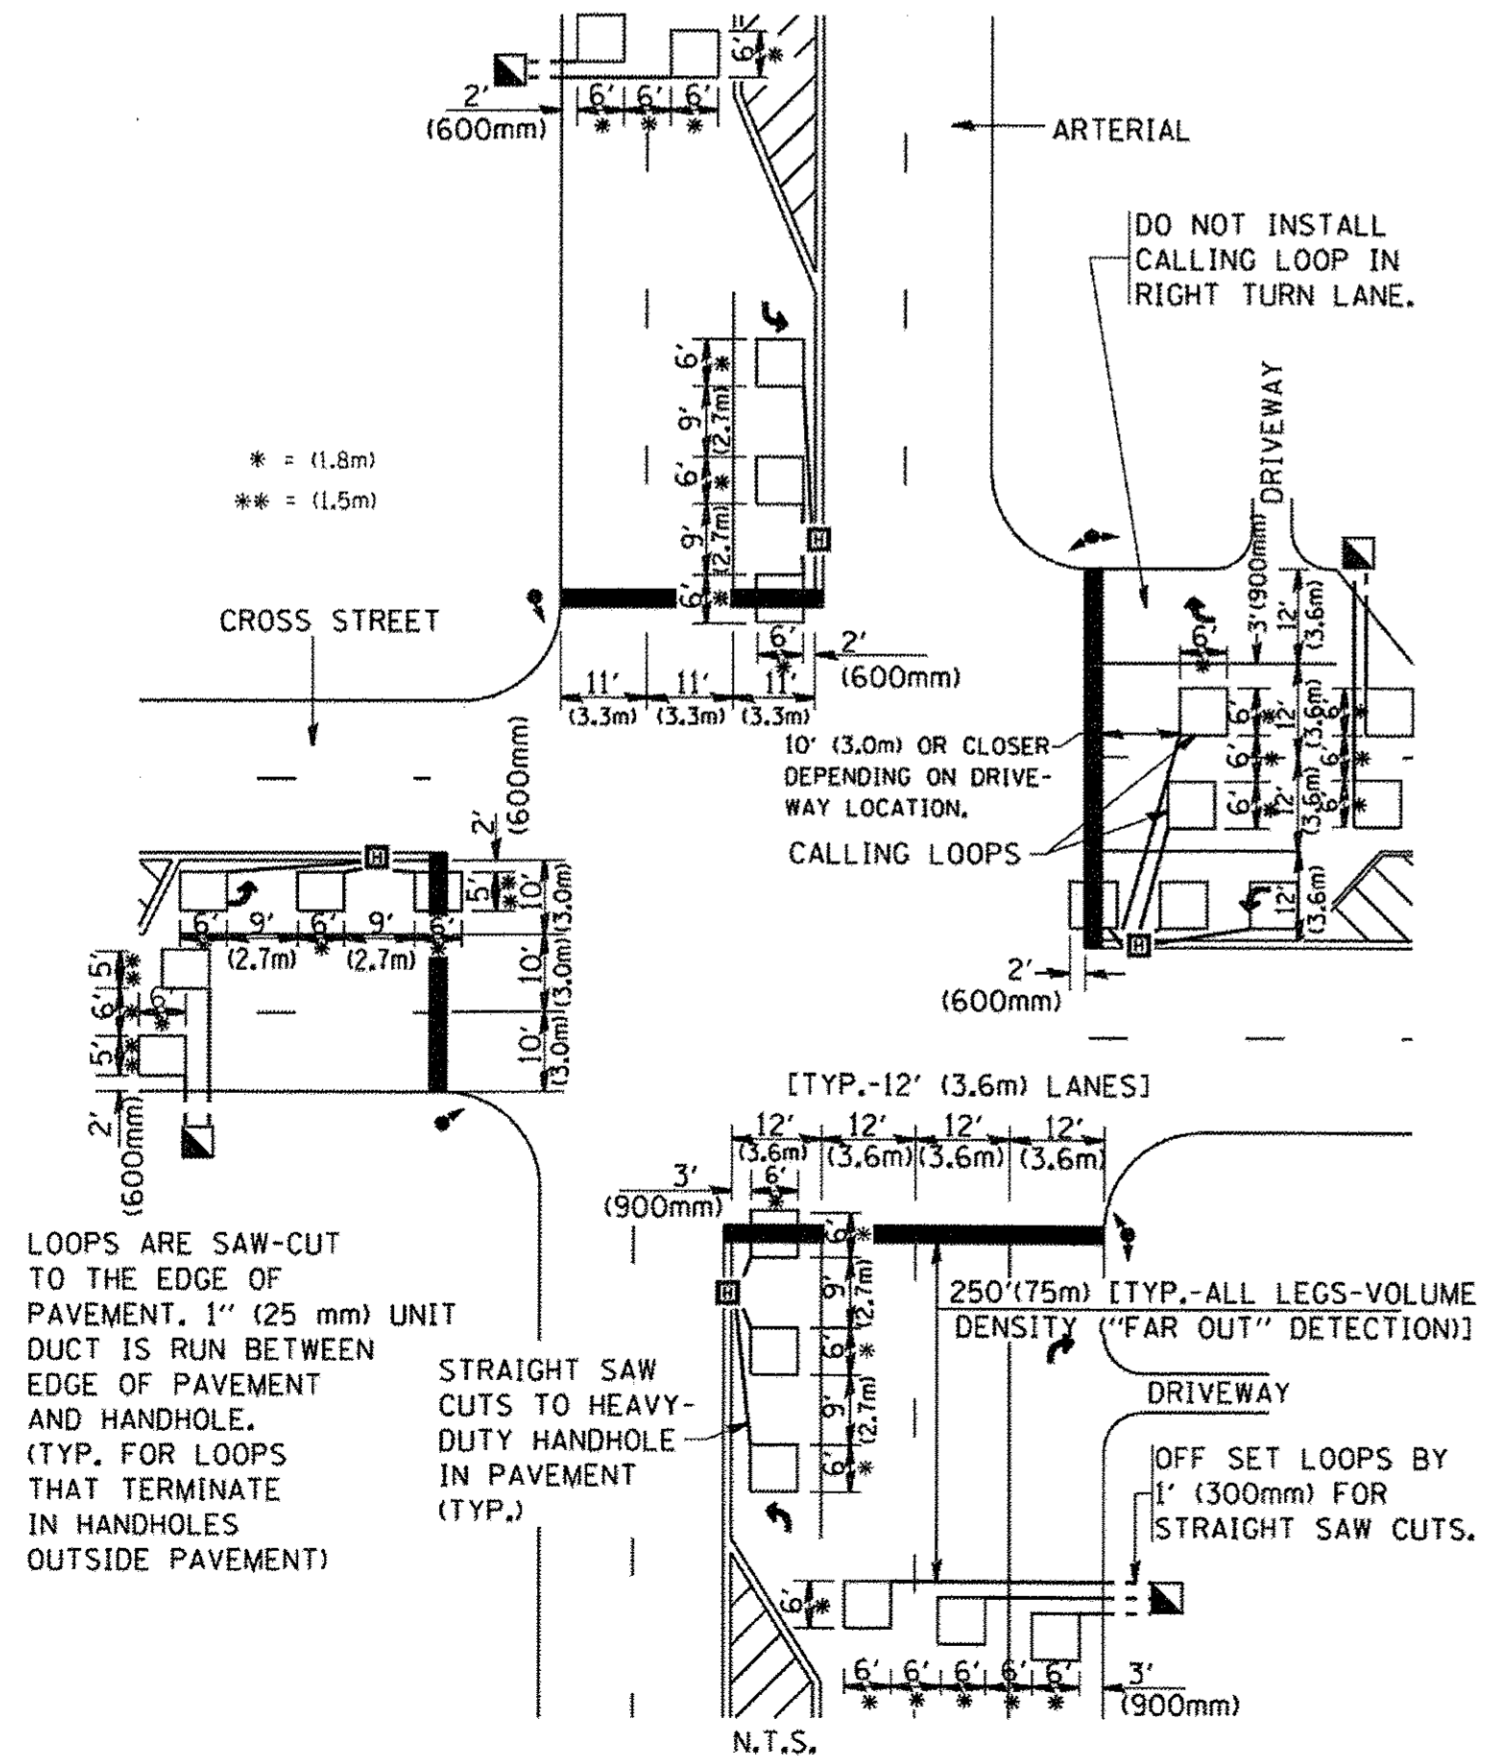 6'
*
2'
(600mm)
6' 6' 6'
* * *
ARTERIAL
DO NOT INSTALL
CALLING LOOP IN
RIGHT TURN LANE.
6' *
9' (2.7m)
6' *
9' (2.7m)
6' *
* = (1.8m)
** = (1.5m)
H
DRIVEWAY
CROSS STREET
6'
*
2'
(600mm)
11' 11' 11'
(3.3m) (3.3m) (3.3m)
3' (900mm)
12' (3.6m)
6'
*
10' (3.0m) OR CLOSER
DEPENDING ON DRIVE-
WAY LOCATION.
CALLING LOOPS
6' *
6' *
6' *
12' (3.6m)
12' (3.6m)
6' *
6' *
6' *
12' (3.6m)
H
2'
(600mm)
2' (600mm)
H
5' **
10' (3.0m)
6' 9' 6' 9' 6'
* (2.7m) * (2.7m) *
10' (3.0m)
10' (3.0m)
5' **
6' *
6'
*
5' **
2' (600mm)
[TYP.-12' (3.6m) LANES]
12' 12' 12' 12'
(3.6m) (3.6m) (3.6m) (3.6m)
3'
(900mm)
6'
*
LOOPS ARE SAW-CUT
TO THE EDGE OF
PAVEMENT. 1" (25 mm) UNIT
DUCT IS RUN BETWEEN
EDGE OF PAVEMENT
AND HANDHOLE.
(TYP. FOR LOOPS
THAT TERMINATE
IN HANDHOLES
OUTSIDE PAVEMENT)
STRAIGHT SAW
CUTS TO HEAVY-
DUTY HANDHOLE
IN PAVEMENT
(TYP.)
H
6' *
9' (2.7m)
6' *
9' (2.7m)
6' *
250'(75m) [TYP.-ALL LEGS-VOLUME
DENSITY ("FAR OUT" DETECTION)]
DRIVEWAY
OFF SET LOOPS BY
1' (300mm) FOR
STRAIGHT SAW CUTS.
6' *
6' 6' 6' 6' 6'
* * * * *
3'
(900mm)
N.T.S.